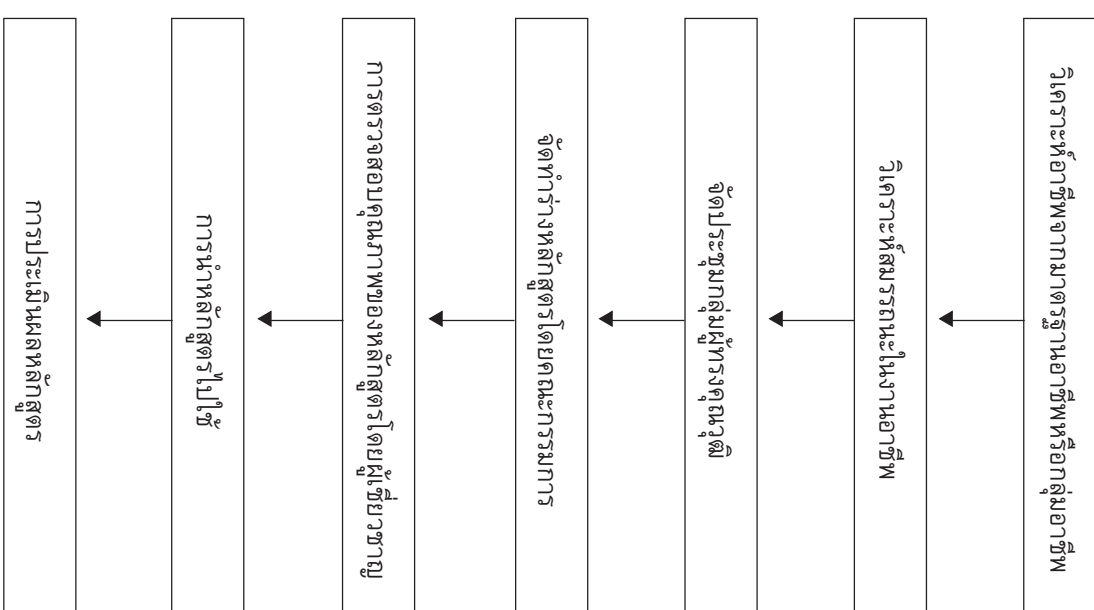 วิเคราะห์อาชีพจากมาตรฐานอาชีพหรือกลุ่มอาชีพ
วิเคราะห์สมรรถนะในงานอาชีพ
จัดประชุมกลุ่มผู้ทรงคุณวุฒิ
จัดทำร่างหลักสูตรโดยคณะกรรมการ
การตรวจสอบคุณภาพของหลักสูตรโดยผู้เชี่ยวชาญ
การนำหลักสูตรไปใช้
การประเมินผลหลักสูตร